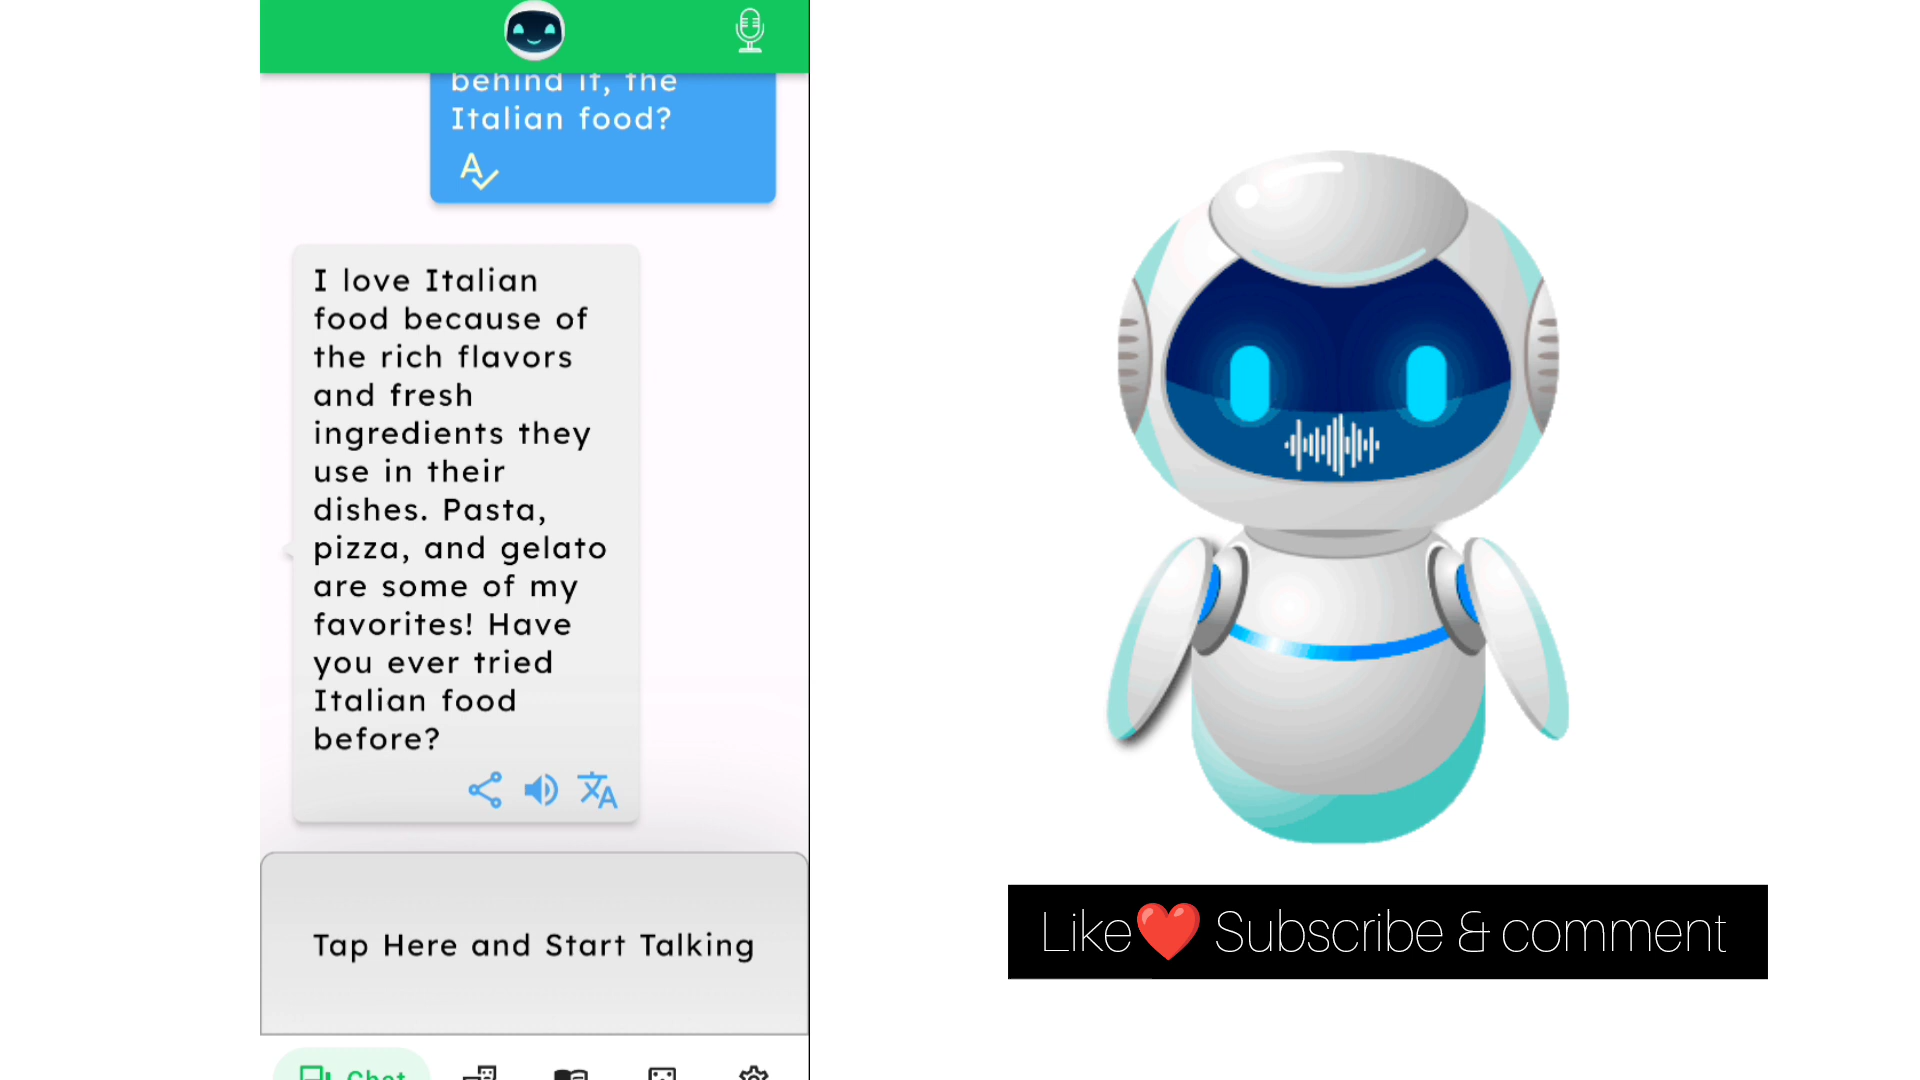 behind it, the
Italian food?
I love Italian
food because of
the rich flavors
and fresh
ingredients they
use in their
dishes. Pasta,
pizza, and gelato
are some of my
favorites! Have
you ever tried
Italian food
before?
Tap Here and Start Talking
Chat
Like❤️ Subscribe & comment